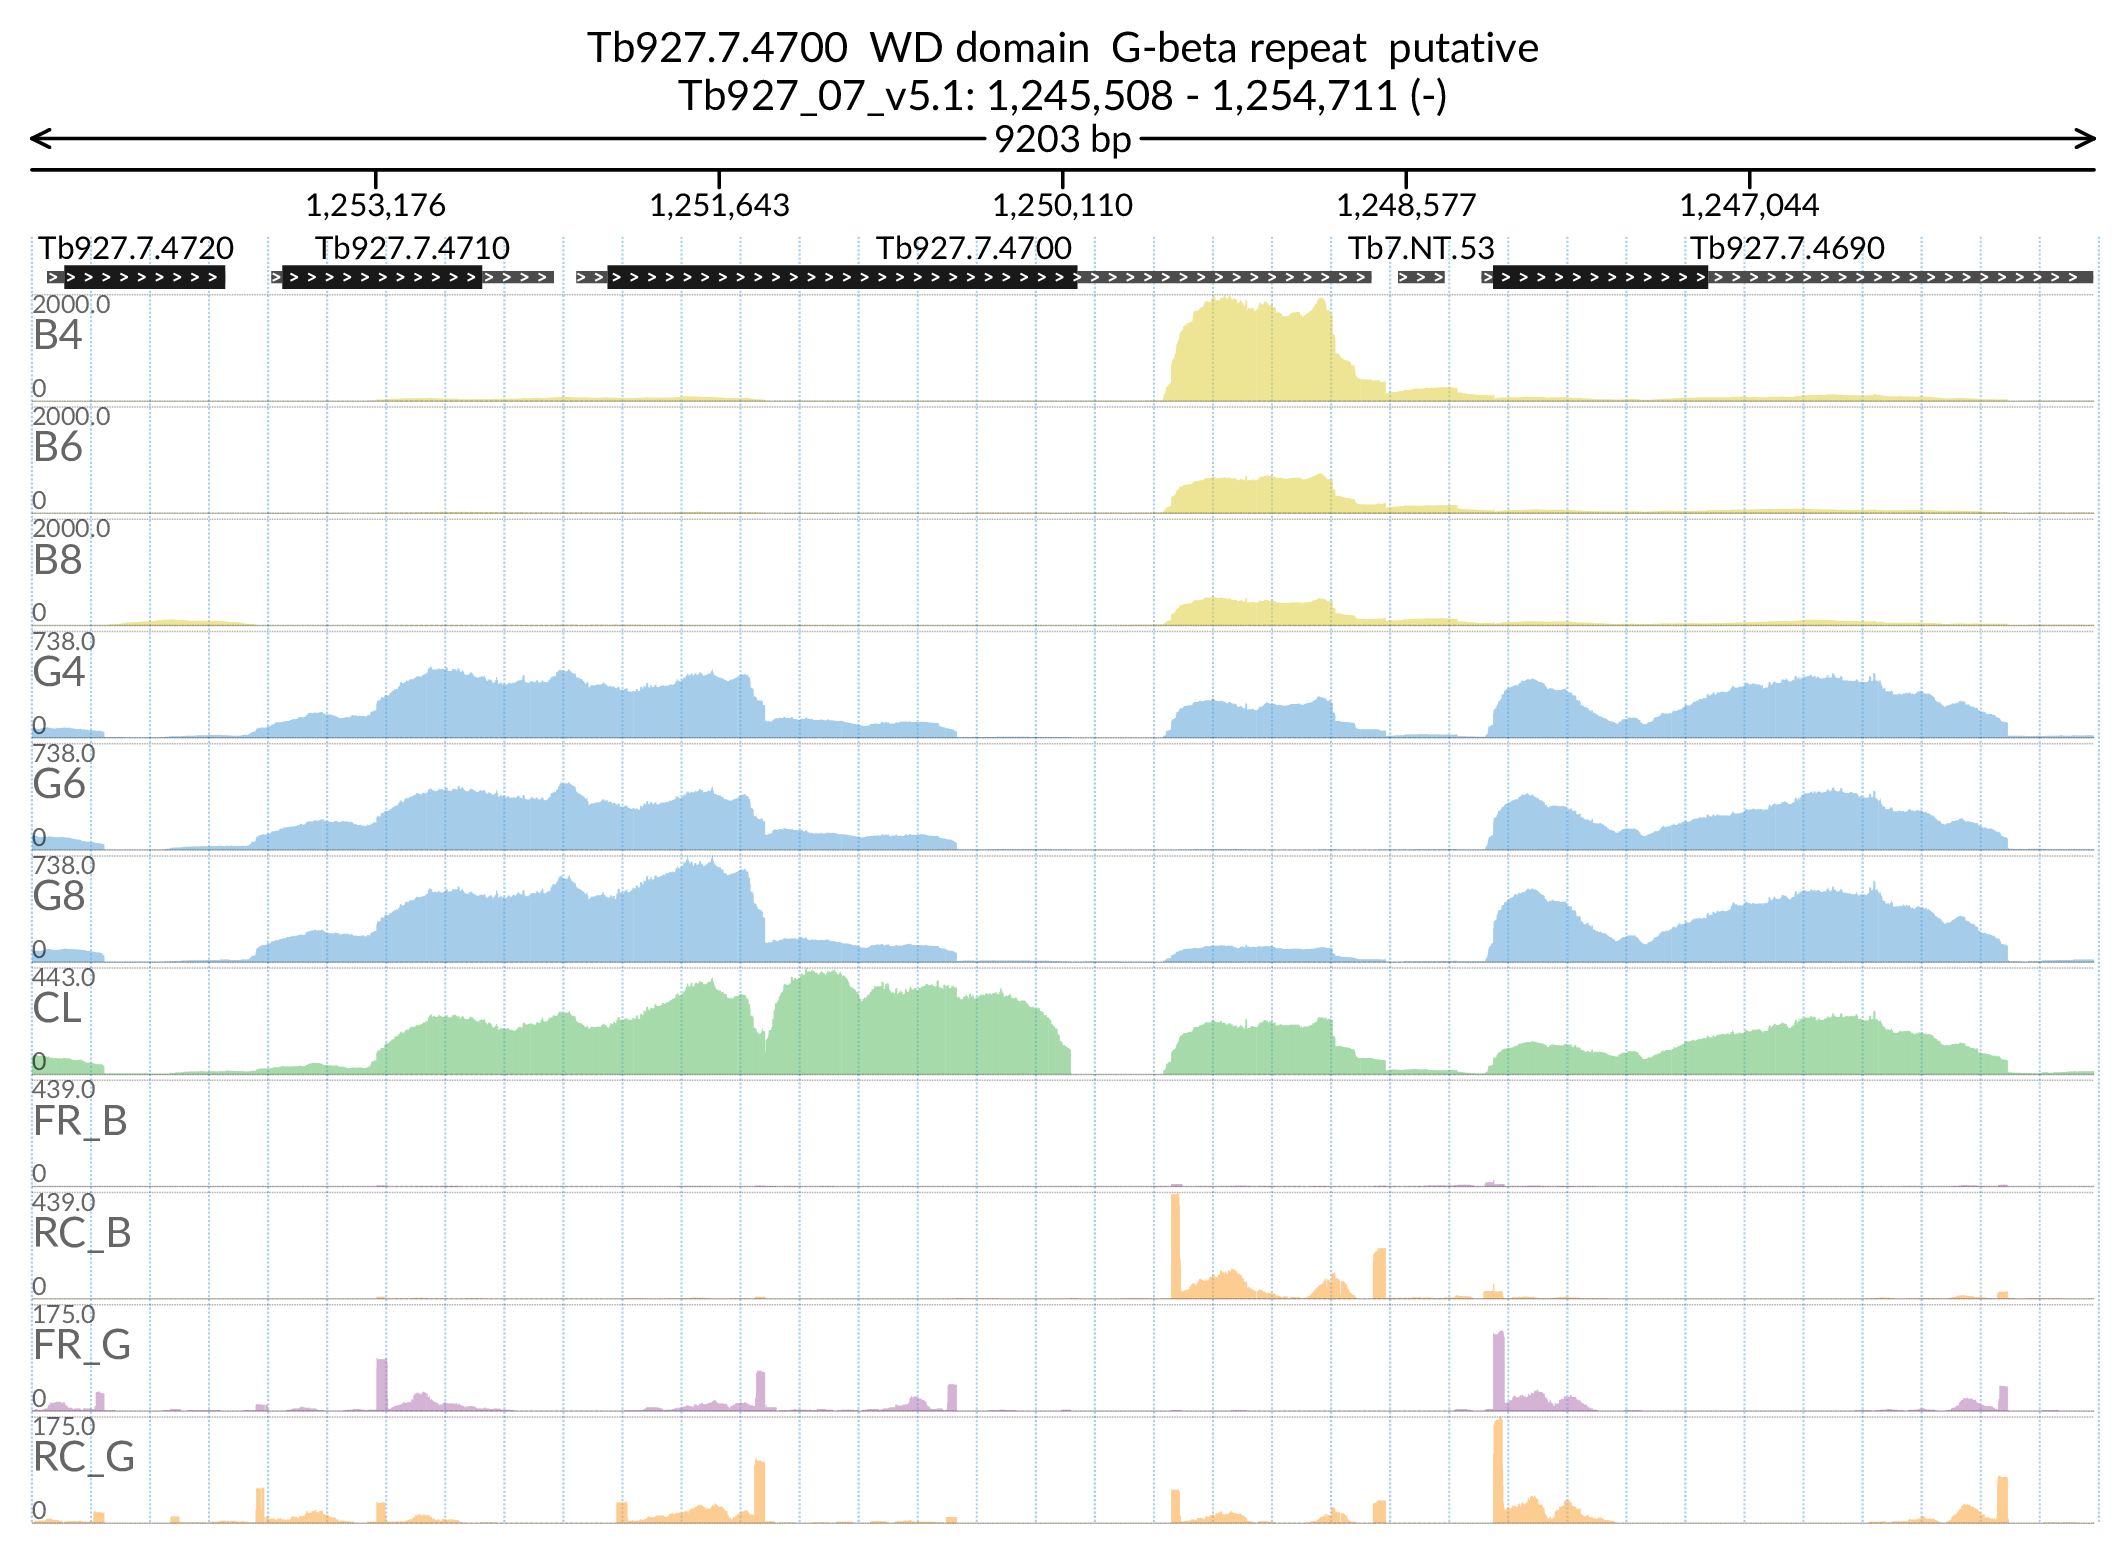 Tb927.7.4700  WD domain  G-beta repeat  putative
Tb927_07_v5.1: 1,245,508 - 1,254,711 (-)
9203 bp
1,253,176 1,251,643 1,250,110 1,248,577 1,247,044
Tb927.7.4720 Tb927.7.4710 Tb927.7.4700 Tb7.NT.53 Tb927.7.4690
2000.0
B4
0
2000.0
B6
0
2000.0
B8
0
738.0
G4
0
738.0
G6
0
738.0
G8
0
443.0
CL
0
439.0
FR_B
0
439.0
RC_B
0
175.0
FR_G
0
175.0
RC_G
0